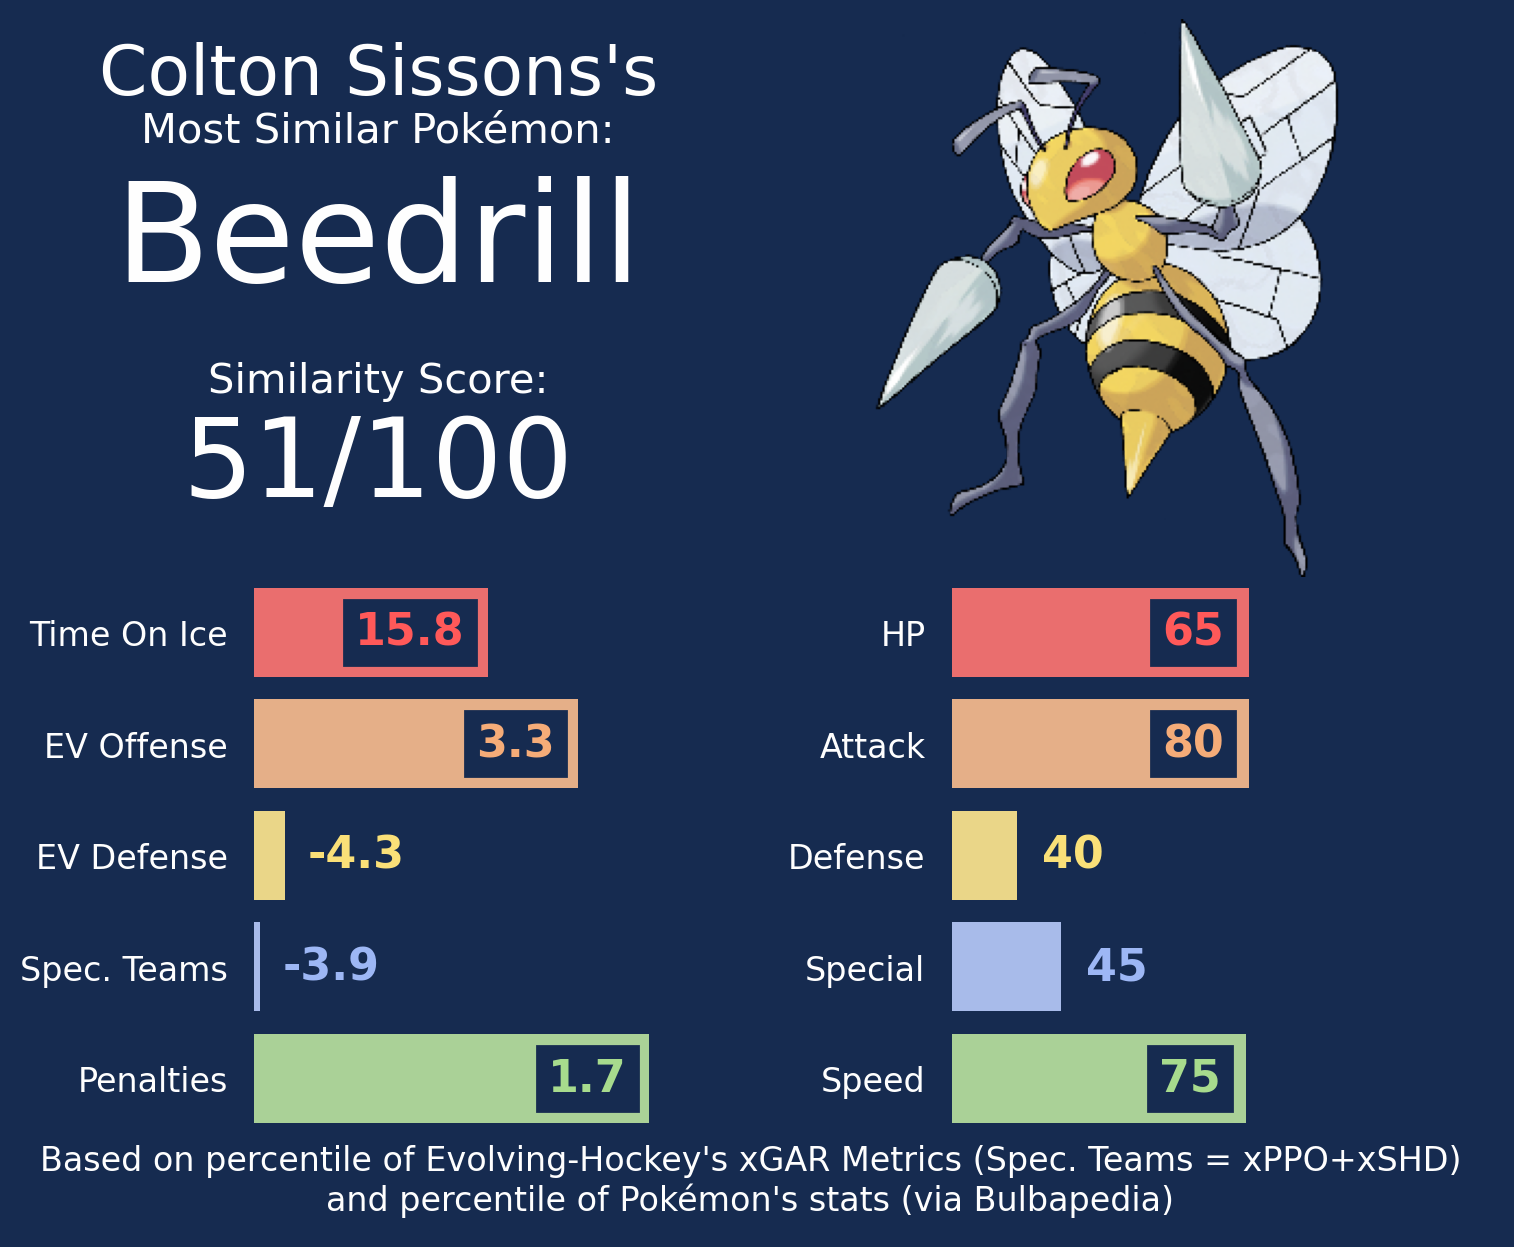 Colton Sissons's
Most Similar Pokémon:
Beedrill
Similarity Score:
51/100
Time On Ice 15.8
EV Offense 3.3
EV Defense -4.3
Spec. Teams -3.9
Penalties 1.7
HP 65
Attack 80
Defense 40
Special 45
Speed 75
Based on percentile of Evolving-Hockey's xGAR Metrics (Spec. Teams = xPPO+xSHD)
and percentile of Pokémon's stats (via Bulbapedia)